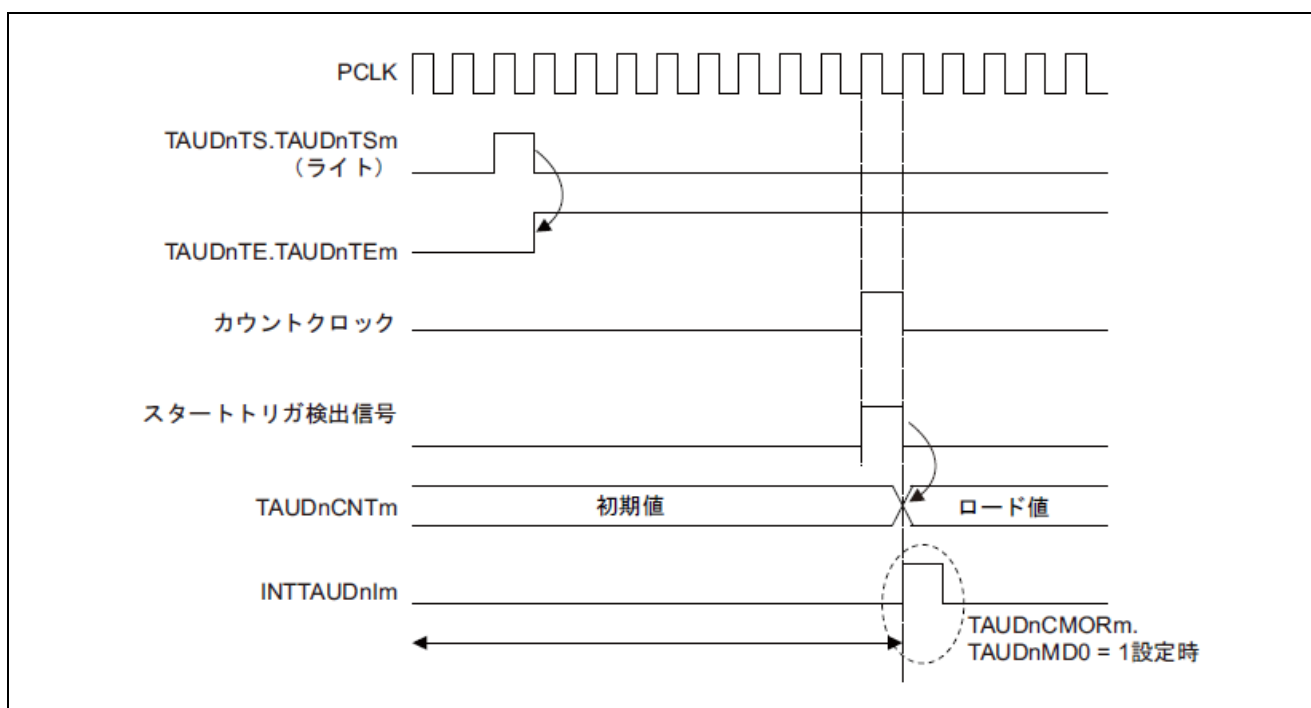 PCLK
TAUDnTS.TAUDnTSm
（ライト）
TAUDnTE.TAUDnTEm
カウントクロック
スタートトリガ検出信号
TAUDnCNTm
初期値
ロード値
INTTAUDnIm
TAUDnCMORm.
TAUDnMD0 = 1設定時